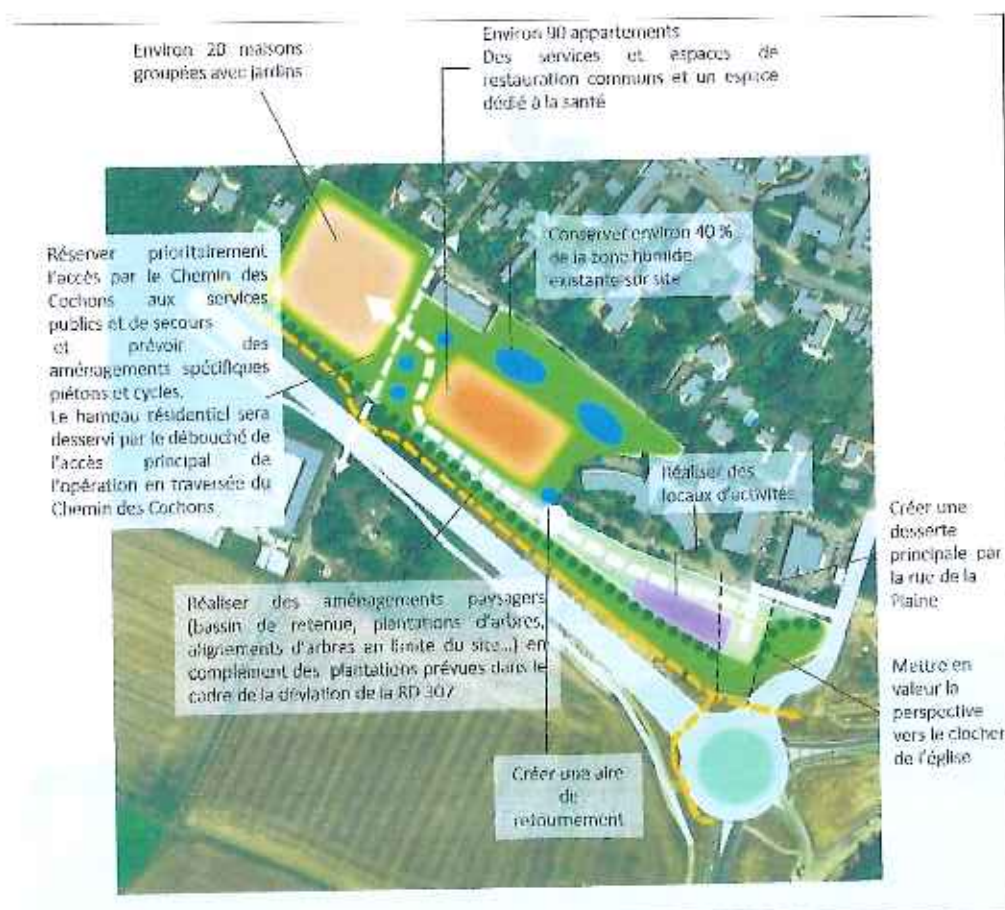 Environ 20 maisons
groupées avec jardins
Environ 90 appartements
Des services et espaces de
restauration communs et un espace
dédié à la santé
Conserver environ 40 %
de la zone humide
existante sur site
Réserver prioritairement
l'accès par le Chemin des
Cochons aux services
publics et de secours
et prévoir des
aménagements spécifiques
piétons et cycles.
Le hameau résidentiel sera
desservi par le débouché de
l'accès principal de
l'opération en traversée du
Chemin des Cochons
Réaliser des
locaux d'activités
Créer une
desserte
principale par
la rue de la
Plaine
Réaliser des aménagements paysagers
(bassin de retenue, plantations d'arbres,
alignements d'arbres en limite du site...) en
complément des plantations prévues dans le
cadre de la déviation de la RD 307
Mettre en
valeur la
perspective
vers le clocher
de l'église
Créer une aire
de
retournement